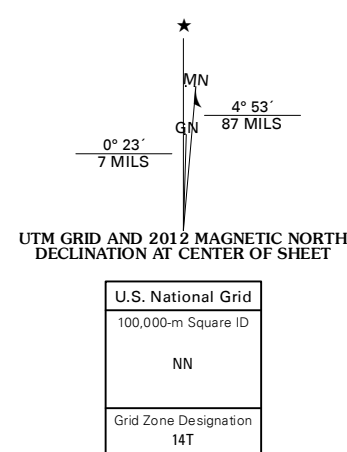 ★
MN
GN
4° 53´
87 MILS
0° 23´
7 MILS
UTM GRID AND 2012 MAGNETIC NORTH
DECLINATION AT CENTER OF SHEET
U.S. National Grid
100,000-m Square ID
NN
Grid Zone Designation
14T